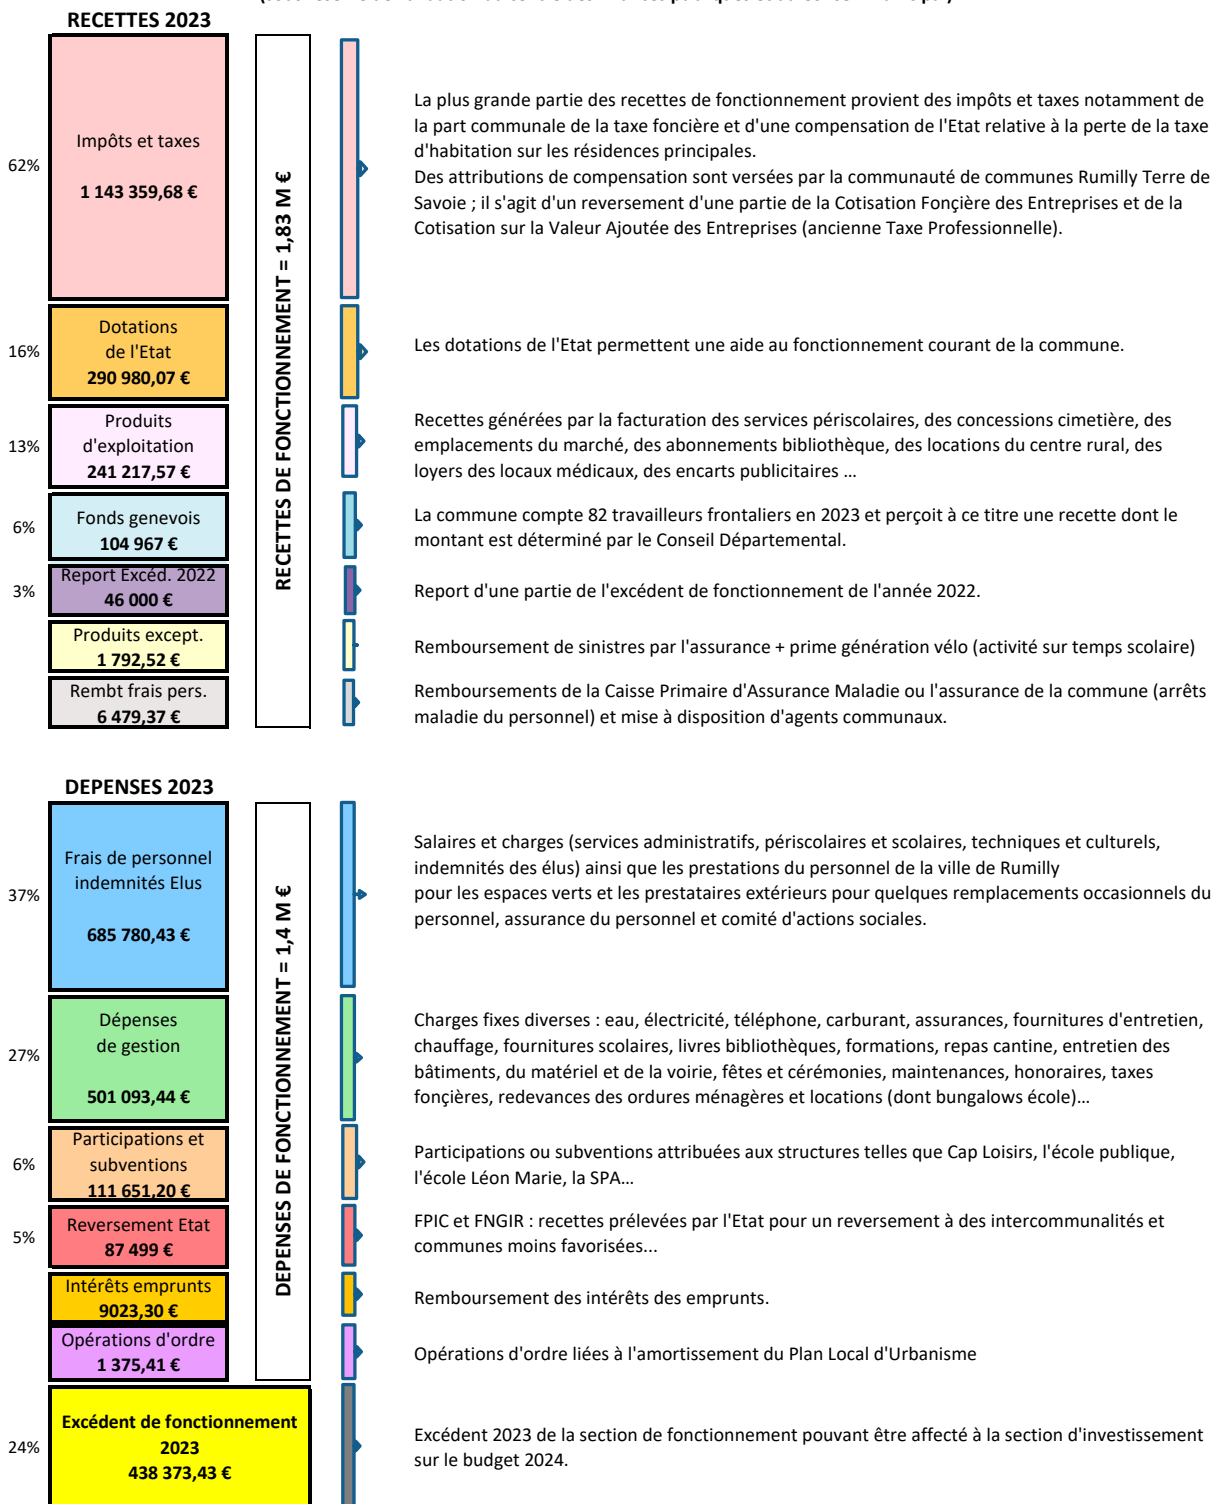 RECETTES 2023
62%
Impôts et taxes
1 143 359,68 €
RECETTES DE FONCTIONNEMENT = 1,83 M €
La plus grande partie des recettes de fonctionnement provient des impôts et taxes notamment de
la part communale de la taxe foncière et d'une compensation de l'Etat relative à la perte de la taxe
d'habitation sur les résidences principales.
Des attributions de compensation sont versées par la communauté de communes Rumilly Terre de
Savoie ; il s'agit d'un reversement d'une partie de la Cotisation Fonçière des Entreprises et de la
Cotisation sur la Valeur Ajoutée des Entreprises (ancienne Taxe Professionnelle).
16%
Dotations
de l'Etat
290 980,07 €
Les dotations de l'Etat permettent une aide au fonctionnement courant de la commune.
13%
Produits
d'exploitation
241 217,57 €
Recettes générées par la facturation des services périscolaires, des concessions cimetière, des
emplacements du marché, des abonnements bibliothèque, des locations du centre rural, des
loyers des locaux médicaux, des encarts publicitaires ...
6%
Fonds genevois
104 967 €
La commune compte 82 travailleurs frontaliers en 2023 et perçoit à ce titre une recette dont le
montant est déterminé par le Conseil Départemental.
3%
Report Excéd. 2022
46 000 €
Report d'une partie de l'excédent de fonctionnement de l'année 2022.
Produits except.
1 792,52 €
Remboursement de sinistres par l'assurance + prime génération vélo (activité sur temps scolaire)
Rembt frais pers.
6 479,37 €
Remboursements de la Caisse Primaire d'Assurance Maladie ou l'assurance de la commune (arrêts
maladie du personnel) et mise à disposition d'agents communaux.
DEPENSES 2023
37%
Frais de personnel
indemnités Elus
685 780,43 €
DEPENSES DE FONCTIONNEMENT = 1,4 M €
Salaires et charges (services administratifs, périscolaires et scolaires, techniques et culturels,
indemnités des élus) ainsi que les prestations du personnel de la ville de Rumilly
pour les espaces verts et les prestataires extérieurs pour quelques remplacements occasionnels du
personnel, assurance du personnel et comité d'actions sociales.
27%
Dépenses
de gestion
501 093,44 €
Charges fixes diverses : eau, électricité, téléphone, carburant, assurances, fournitures d'entretien,
chauffage, fournitures scolaires, livres bibliothèques, formations, repas cantine, entretien des
bâtiments, du matériel et de la voirie, fêtes et cérémonies, maintenances, honoraires, taxes
fonçières, redevances des ordures ménagères et locations (dont bungalows école)...
6%
Participations et
subventions
111 651,20 €
Participations ou subventions attribuées aux structures telles que Cap Loisirs, l'école publique,
l'école Léon Marie, la SPA...
5%
Reversement Etat
87 499 €
FPIC et FNGIR : recettes prélevées par l'Etat pour un reversement à des intercommunalités et
communes moins favorisées...
Intérêts emprunts
9023,30 €
Remboursement des intérêts des emprunts.
Opérations d'ordre
1 375,41 €
Opérations d'ordre liées à l'amortissement du Plan Local d'Urbanisme
24%
Excédent de fonctionnement
2023
438 373,43 €
Excédent 2023 de la section de fonctionnement pouvant être affecté à la section d'investissement
sur le budget 2024.